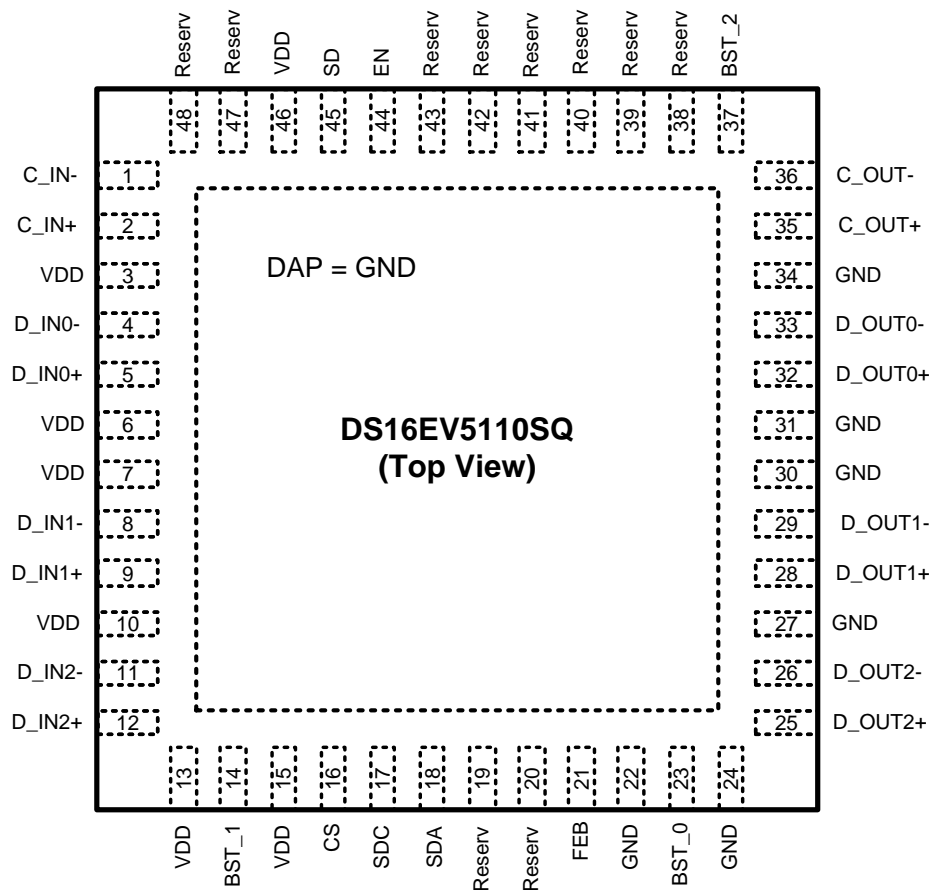 Reserv
Reserv
VDD
SD
EN
Reserv
Reserv
Reserv
Reserv
Reserv
Reserv
BST_2
48
47
46
45
44
43
42
41
40
39
38
37
C_IN- 1
C_IN+ 2
VDD 3
D_IN0- 4
D_IN0+ 5
VDD 6
VDD 7
D_IN1- 8
D_IN1+ 9
VDD 10
D_IN2- 11
D_IN2+ 12
DAP = GND
DS16EV5110SQ
(Top View)
36 C_OUT-
35 C_OUT+
34 GND
33 D_OUT0-
32 D_OUT0+
31 GND
30 GND
29 D_OUT1-
28 D_OUT1+
27 GND
26 D_OUT2-
25 D_OUT2+
13
14
15
16
17
18
19
20
21
22
23
24
VDD
BST_1
VDD
CS
SDC
SDA
Reserv
Reserv
FEB
GND
BST_0
GND